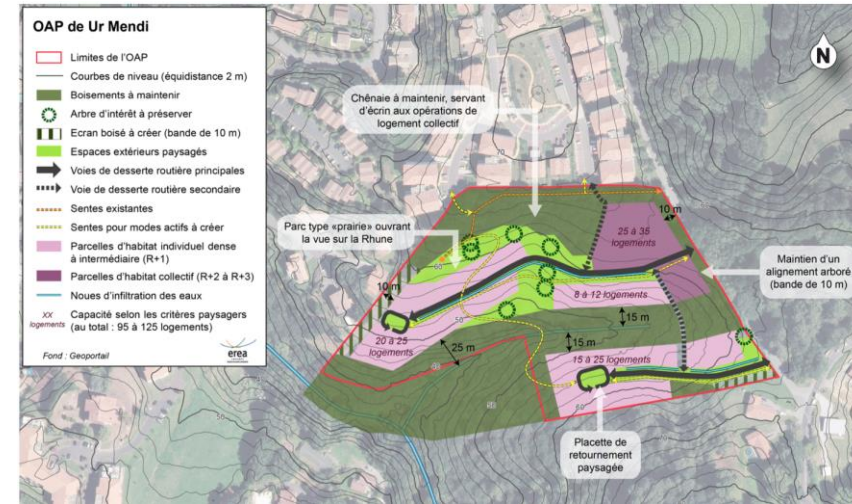 OAP de Ur Mendi
Limites de l'OAP
Courbes de niveau (équidistance 2 m)
Boisements à maintenir
Arbre d'intérêt à préserver
Ecran boisé à créer (bande de 10 m)
Espaces extérieurs paysagés
Voies de desserte routière principales
Voie de desserte routière secondaire
Sentes existantes
Sentes pour modes actifs à créer
Parcelles d'habitat individuel dense
à intermédiaire (R+1)
Parcelles d'habitat collectif (R+2 à R+3)
Noues d'infiltration des eaux
XX
logements
Capacité selon les critères paysagers
(au total : 95 à 125 logements)
Fond : Geoportail
erea
N
Chênaie à maintenir, servant
d'écrin aux opérations de
logement collectif
Parc type «prairie» ouvrant
la vue sur la Rhune
10 m
25 à 35
logements
Maintien d'un
alignement arboré
(bande de 10 m)
10 m
8 à 12 logements
20 à 25
logements
15 m
15 m
25 m
15 à 25 logements
Placette de
retournement
paysagée